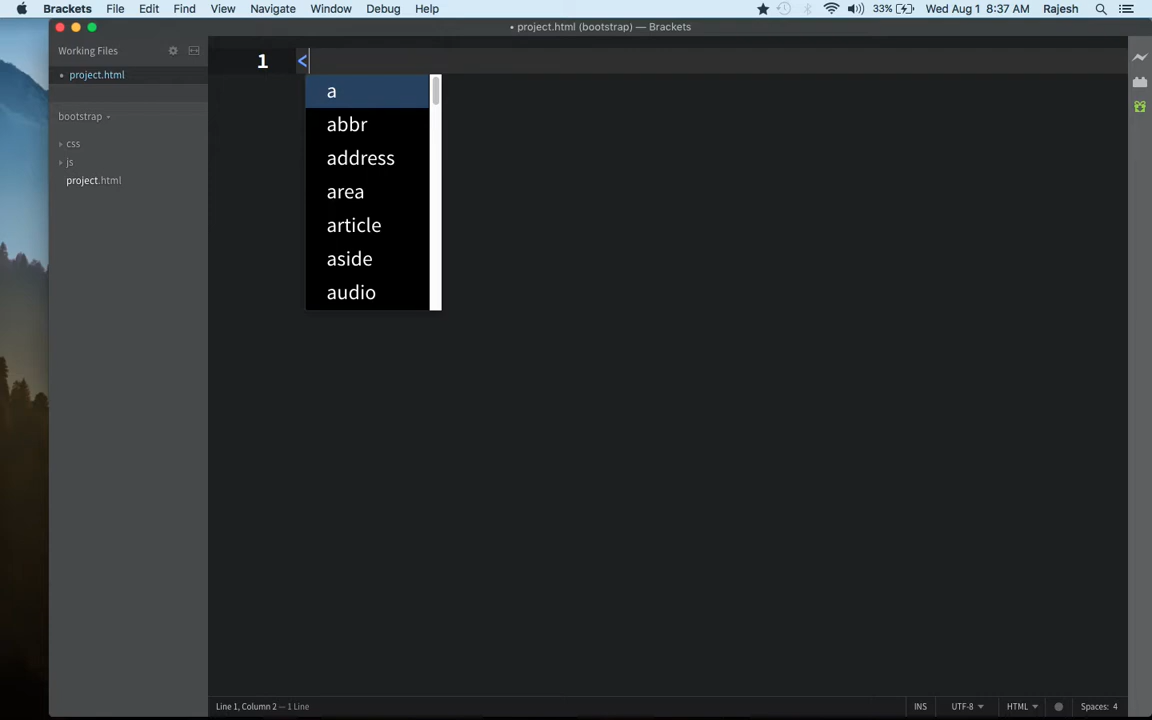 Brackets File Edit Find View Navigate Window Debug Help 33% Wed Aug 1 8:37 AM Rajesh
• project.html (bootstrap) — Brackets
Working Files
project.html
bootstrap
css
js
project.html
1 <
a
abbr
address
area
article
aside
audio
Line 1, Column 2 — 1 Line INS UTF-8 HTML Spaces: 4